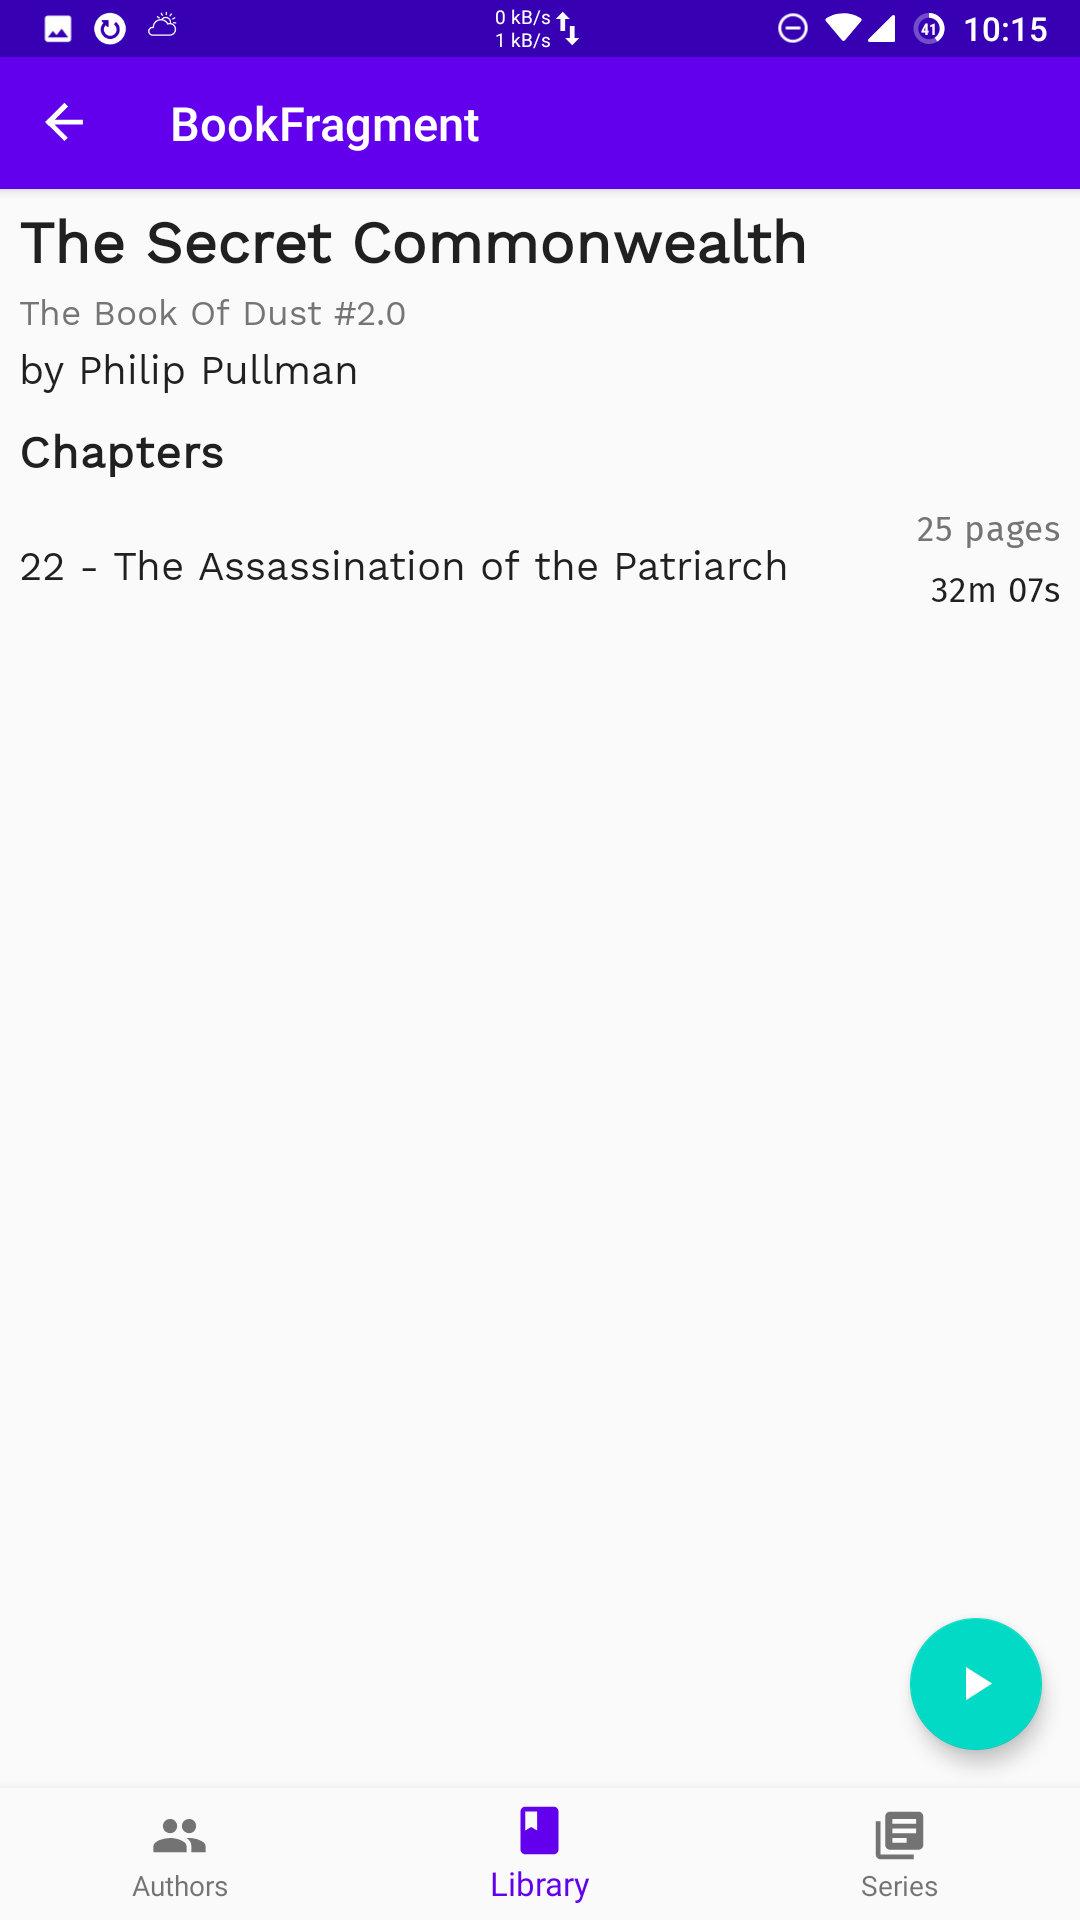 0 kB/s
1 kB/s
41
10:15
BookFragment
The Secret Commonwealth
The Book Of Dust #2.0
by Philip Pullman
Chapters
25 pages
22 - The Assassination of the Patriarch
32m 07s
Authors
Library
Series